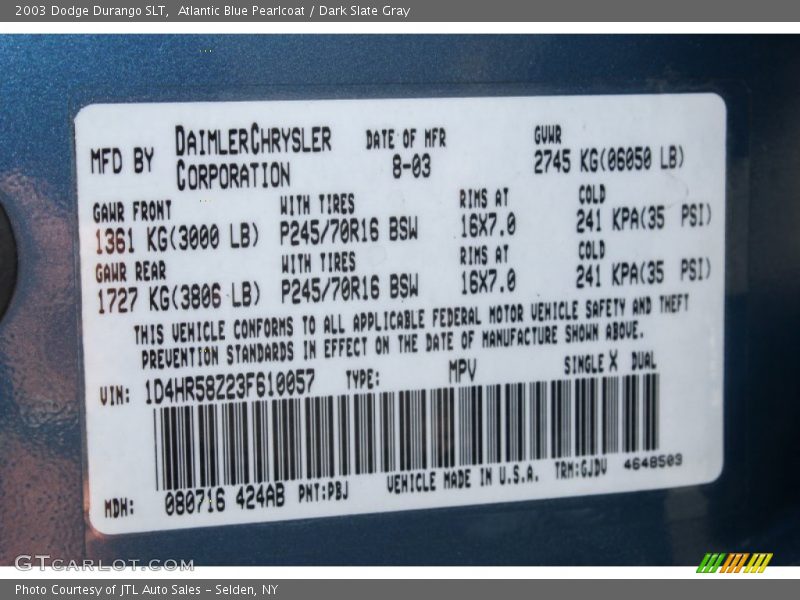 2003 Dodge Durango SLT,  Atlantic Blue Pearlcoat / Dark Slate Gray
MFD BY DAIMLERCHRYSLER CORPORATION DATE OF MFR 8-03 GVWR 2745 KG(06050 LB)
GAWR FRONT WITH TIRES RIMS AT COLD
1361 KG(3000 LB) P245/70R16 BSW 16X7.0 241 KPA(35 PSI)
GAWR REAR WITH TIRES RIMS AT COLD
1727 KG(3806 LB) P245/70R16 BSW 16X7.0 241 KPA(35 PSI)
THIS VEHICLE CONFORMS TO ALL APPLICABLE FEDERAL MOTOR VEHICLE SAFETY AND THEFT
PREVENTION STANDARDS IN EFFECT ON THE DATE OF MANUFACTURE SHOWN ABOVE.
VIN: 1D4HR58Z23F610057 TYPE: MPV SINGLE X DUAL
MDH: 080716 424AB PNT:PBJ VEHICLE MADE IN U.S.A. TRM:GJDV 4648503
GTCARLOT.COM
Photo Courtesy of JTL Auto Sales - Selden, NY